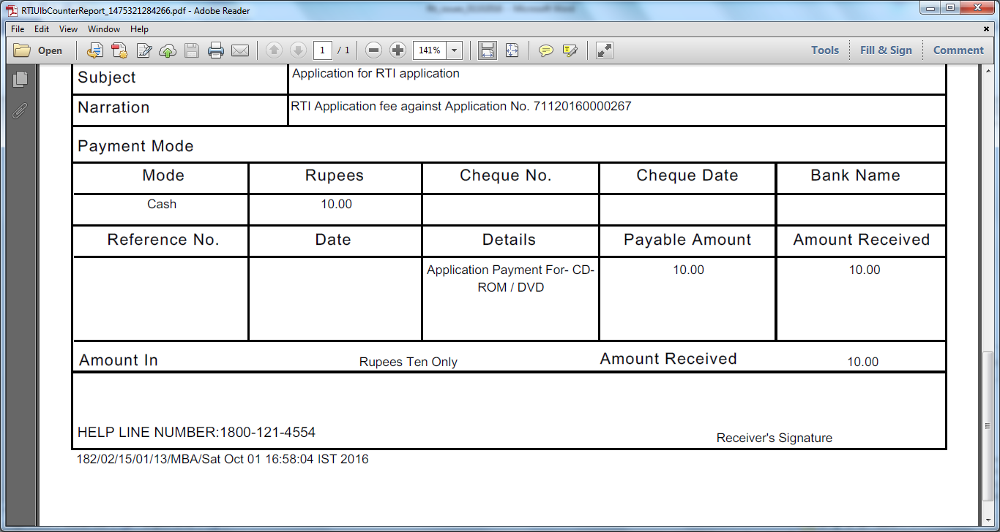 RTIUlbCounterReport_1475321284266.pdf - Adobe Reader
File Edit View Window Help
Open 1 / 1 141% Tools Fill & Sign Comment
Subject Application for RTI application
Narration RTI Application fee against Application No. 71120160000267
Payment Mode
Mode Rupees Cheque No. Cheque Date Bank Name
Cash 10.00
Reference No. Date Details Payable Amount Amount Received
Application Payment For- CD- 10.00 10.00
ROM / DVD
Amount In Rupees Ten Only Amount Received 10.00
HELP LINE NUMBER:1800-121-4554
Receiver's Signature
182/02/15/01/13/MBA/Sat Oct 01 16:58:04 IST 2016